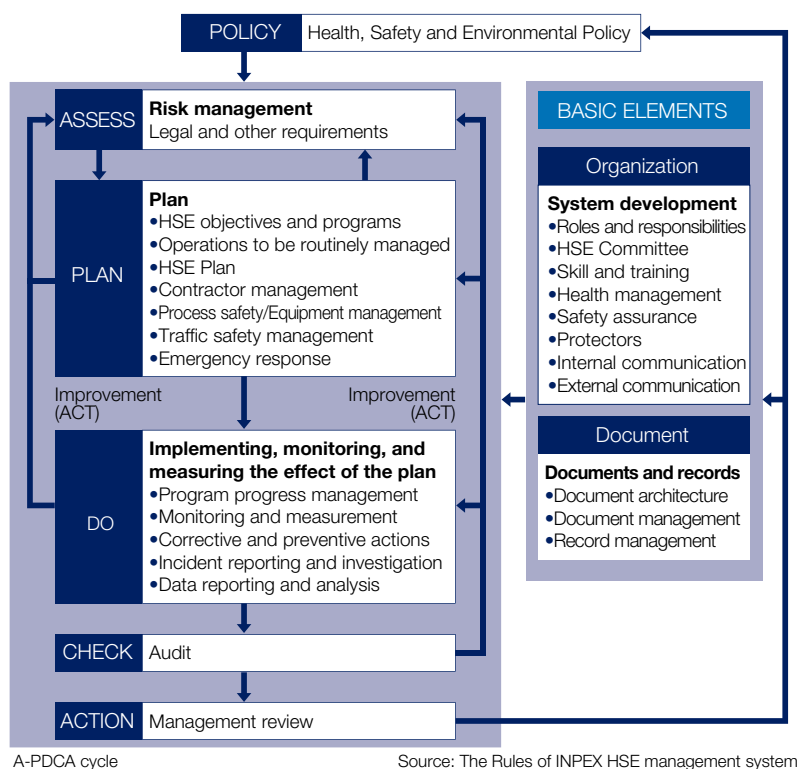 POLICY Health, Safety and Environmental Policy
ASSESS
Risk management
Legal and other requirements
PLAN
Plan
•HSE objectives and programs
•Operations to be routinely managed
•HSE Plan
•Contractor management
•Process safety/Equipment management
•Traffic safety management
•Emergency response
Improvement
(ACT)
Improvement
(ACT)
DO
Implementing, monitoring, and
measuring the effect of the plan
•Program progress management
•Monitoring and measurement
•Corrective and preventive actions
•Incident reporting and investigation
•Data reporting and analysis
CHECK Audit
ACTION Management review
BASIC ELEMENTS
Organization
System development
•Roles and responsibilities
•HSE Committee
•Skill and training
•Health management
•Safety assurance
•Protectors
•Internal communication
•External communication
Document
Documents and records
•Document architecture
•Document management
•Record management
A-PDCA cycle
Source: The Rules of INPEX HSE management system